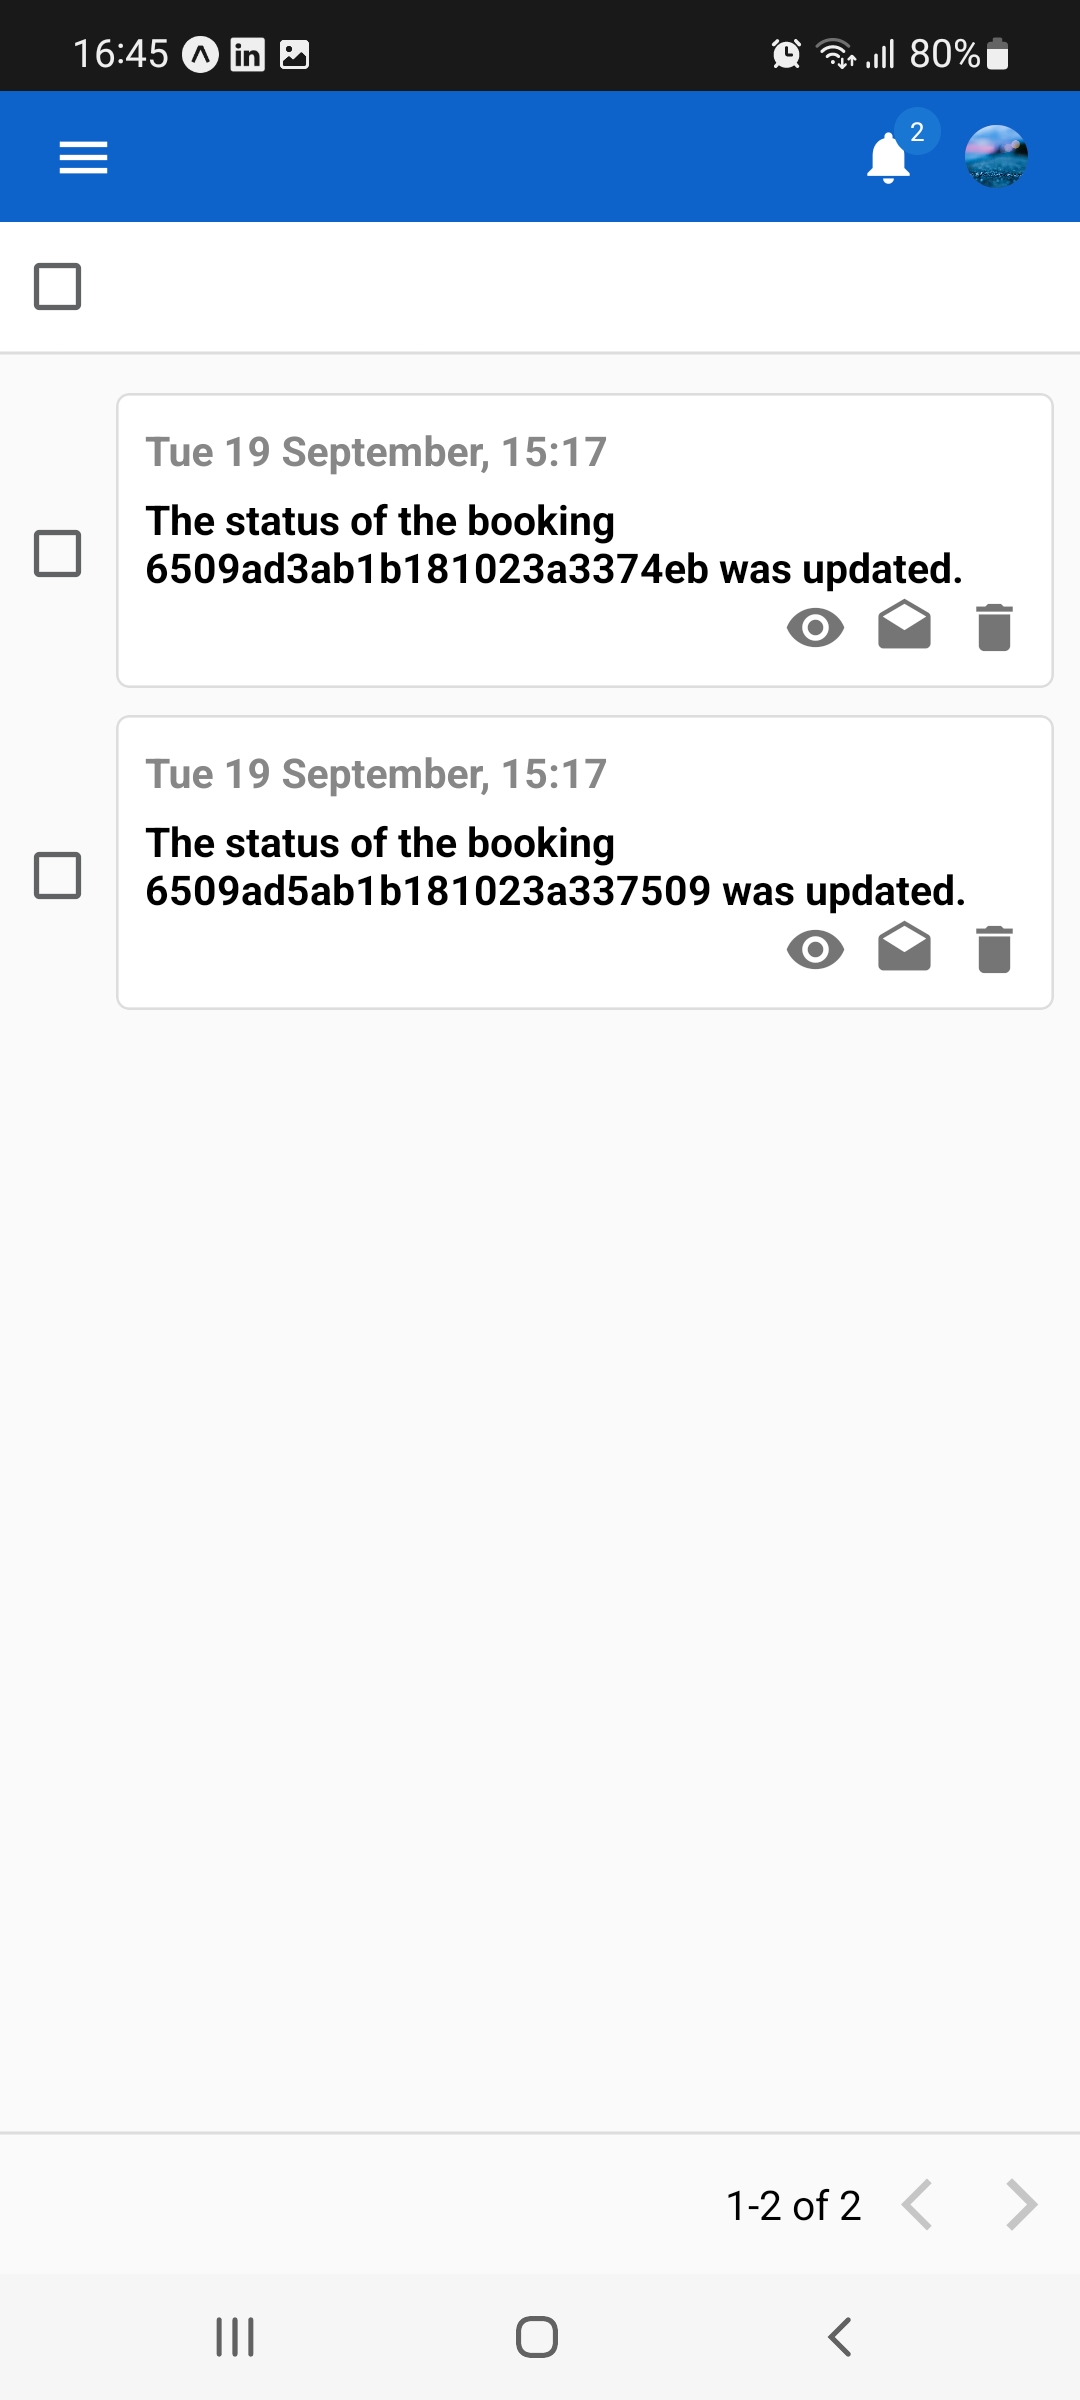 16:45 in 80%
2
Tue 19 September, 15:17
The status of the booking
6509ad3ab1b181023a3374eb was updated.
Tue 19 September, 15:17
The status of the booking
6509ad5ab1b181023a337509 was updated.
1-2 of 2